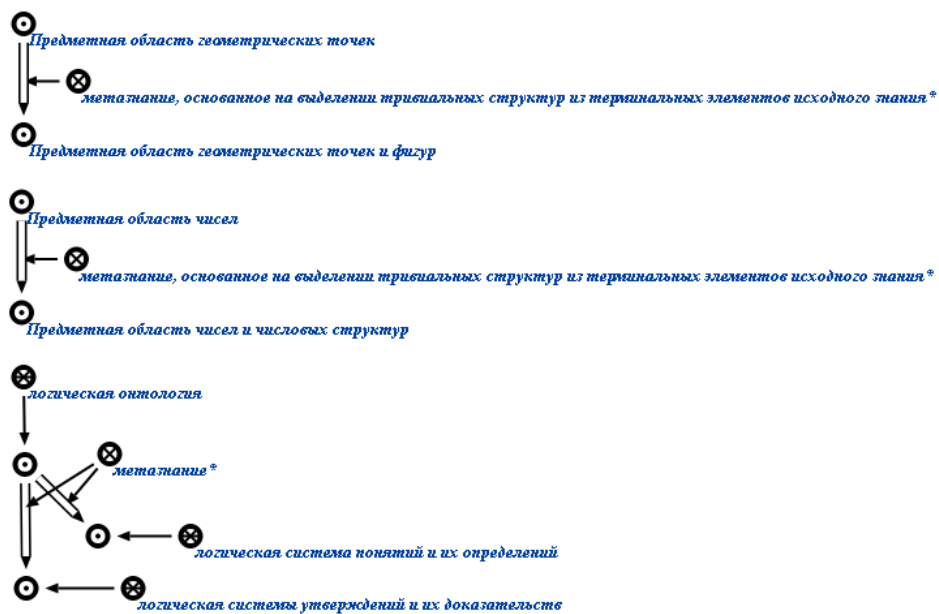 Предметная область геометрических точек
метазнание, основанное на выделении тривиальных структур из терминальных элементов исходного знания*
Предметная область геометрических точек и фигур
Предметная область чисел
метазнание, основанное на выделении тривиальных структур из терминальных элементов исходного знания*
Предметная область чисел и числовых структур
логическая онтология
метазнание*
логическая система понятий и их определений
логическая системы утверждений и их доказательств